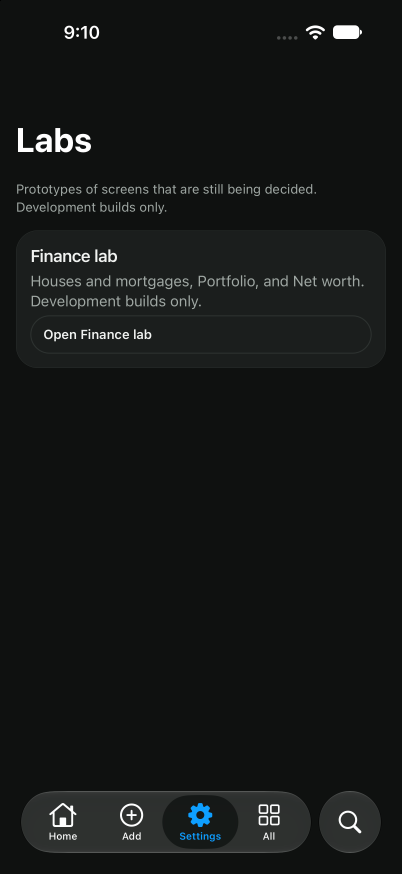 9:10
Labs
Prototypes of screens that are still being decided.
Development builds only.
Finance lab
Houses and mortgages, Portfolio, and Net worth.
Development builds only.
Open Finance lab
Home
Add
Settings
All